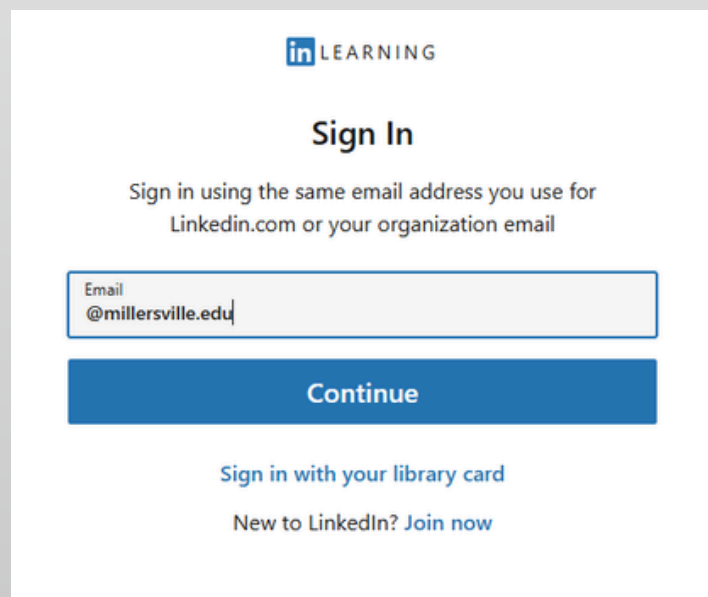 in LEARNING
Sign In
Sign in using the same email address you use for
Linkedin.com or your organization email
Email
@millersville.edu
Continue
Sign in with your library card
New to LinkedIn? Join now